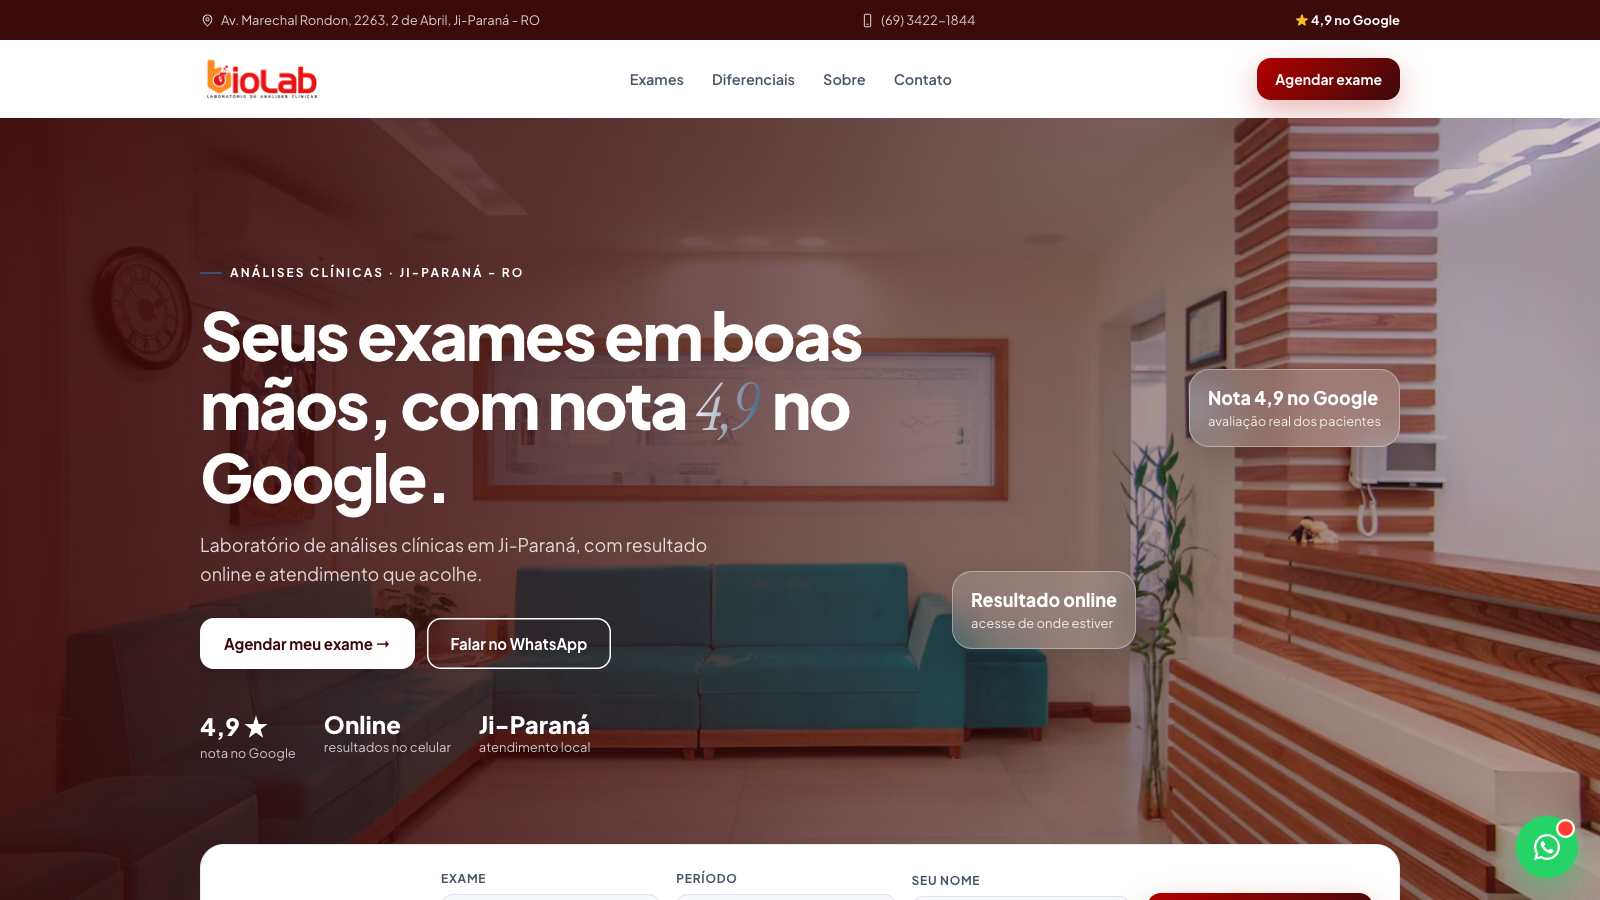 Av. Marechal Rondon, 2263, 2 de Abril, Ji-Paraná - RO
(69) 3422-1844
★ 4,9 no Google
bioLab
LABORATÓRIO DE ANÁLISES CLÍNICAS
Exames
Diferenciais
Sobre
Contato
Agendar exame
ANÁLISES CLÍNICAS · JI-PARANÁ - RO
Seus exames em boas
mãos, com nota 4,9 no
Google.
Laboratório de análises clínicas em Ji-Paraná, com resultado
online e atendimento que acolhe.
Agendar meu exame →
Falar no WhatsApp
4,9 ★
nota no Google
Online
resultados no celular
Ji-Paraná
atendimento local
Nota 4,9 no Google
avaliação real dos pacientes
Resultado online
acesse de onde estiver
EXAME
PERÍODO
SEU NOME